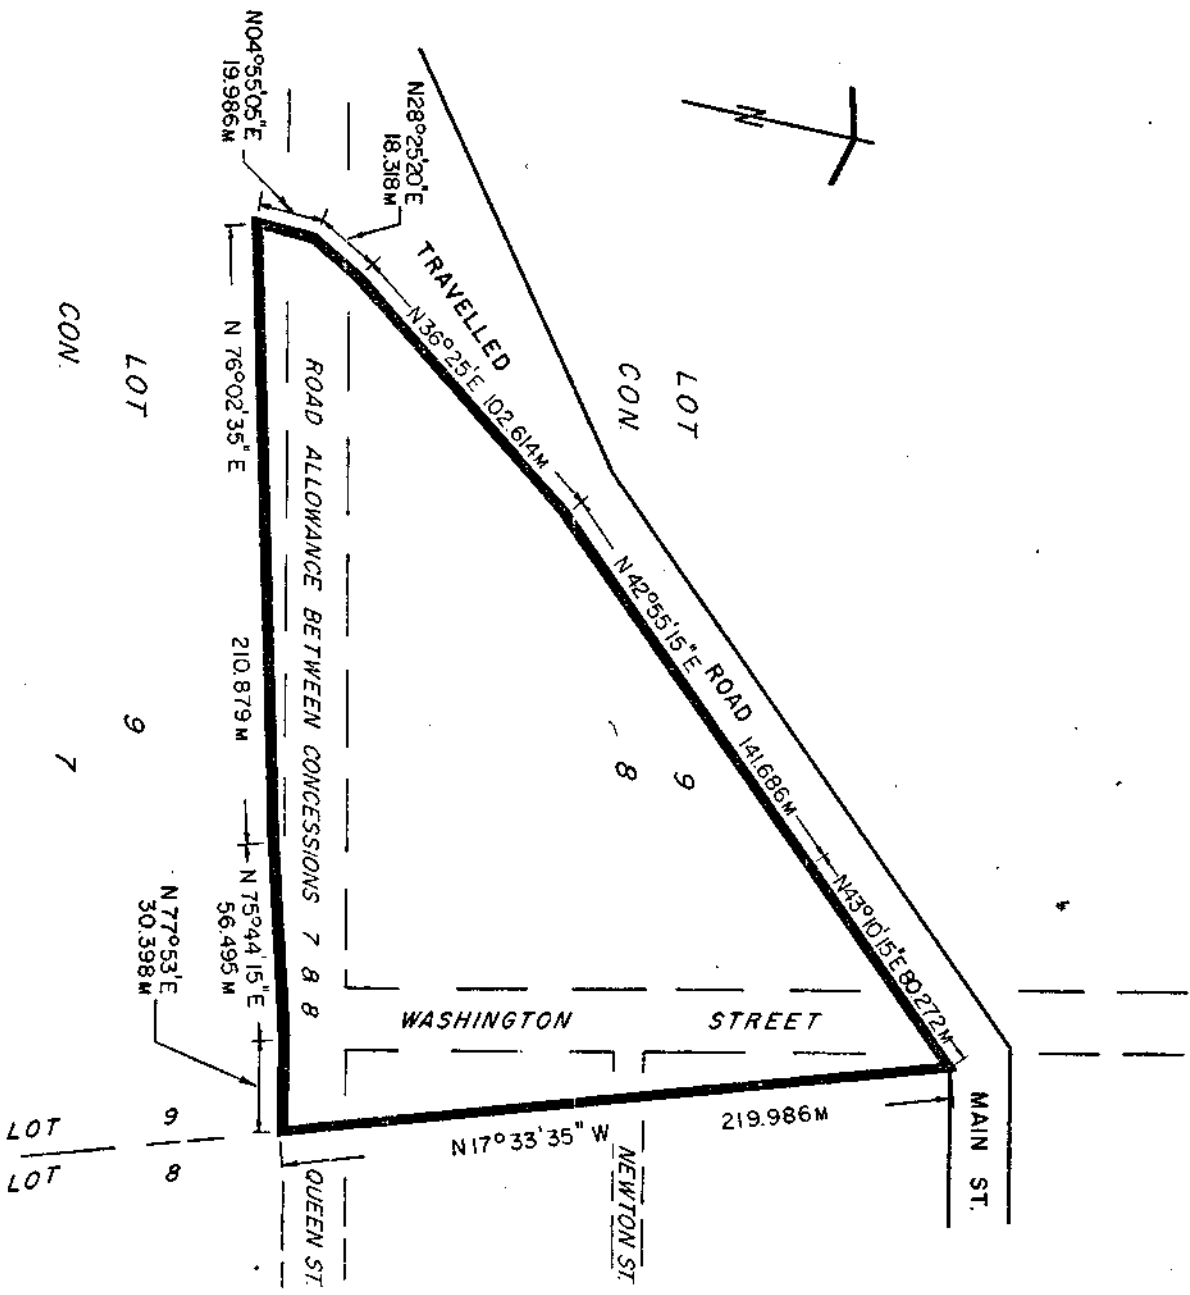 N04°55'05"E
19.986M
N28°25'20"E
18.318M
N
TRAVELLED
ROAD
N36°25'E 102.614M
N42°55'15"E
141.686M
N43°10'15"E 80.272M
LOT
CON.
9
8
LOT
CON.
9
7
N 76°02'35" E
210.879 M
ROAD ALLOWANCE BETWEEN CONCESSIONS 7 & 8
N 75°44'15" E
56.495 M
N 77°53'E
30.398M
WASHINGTON STREET
MAIN ST.
219.986M
N17°33'35" W
NEWTON ST.
QUEEN ST.
LOT 9
LOT 8